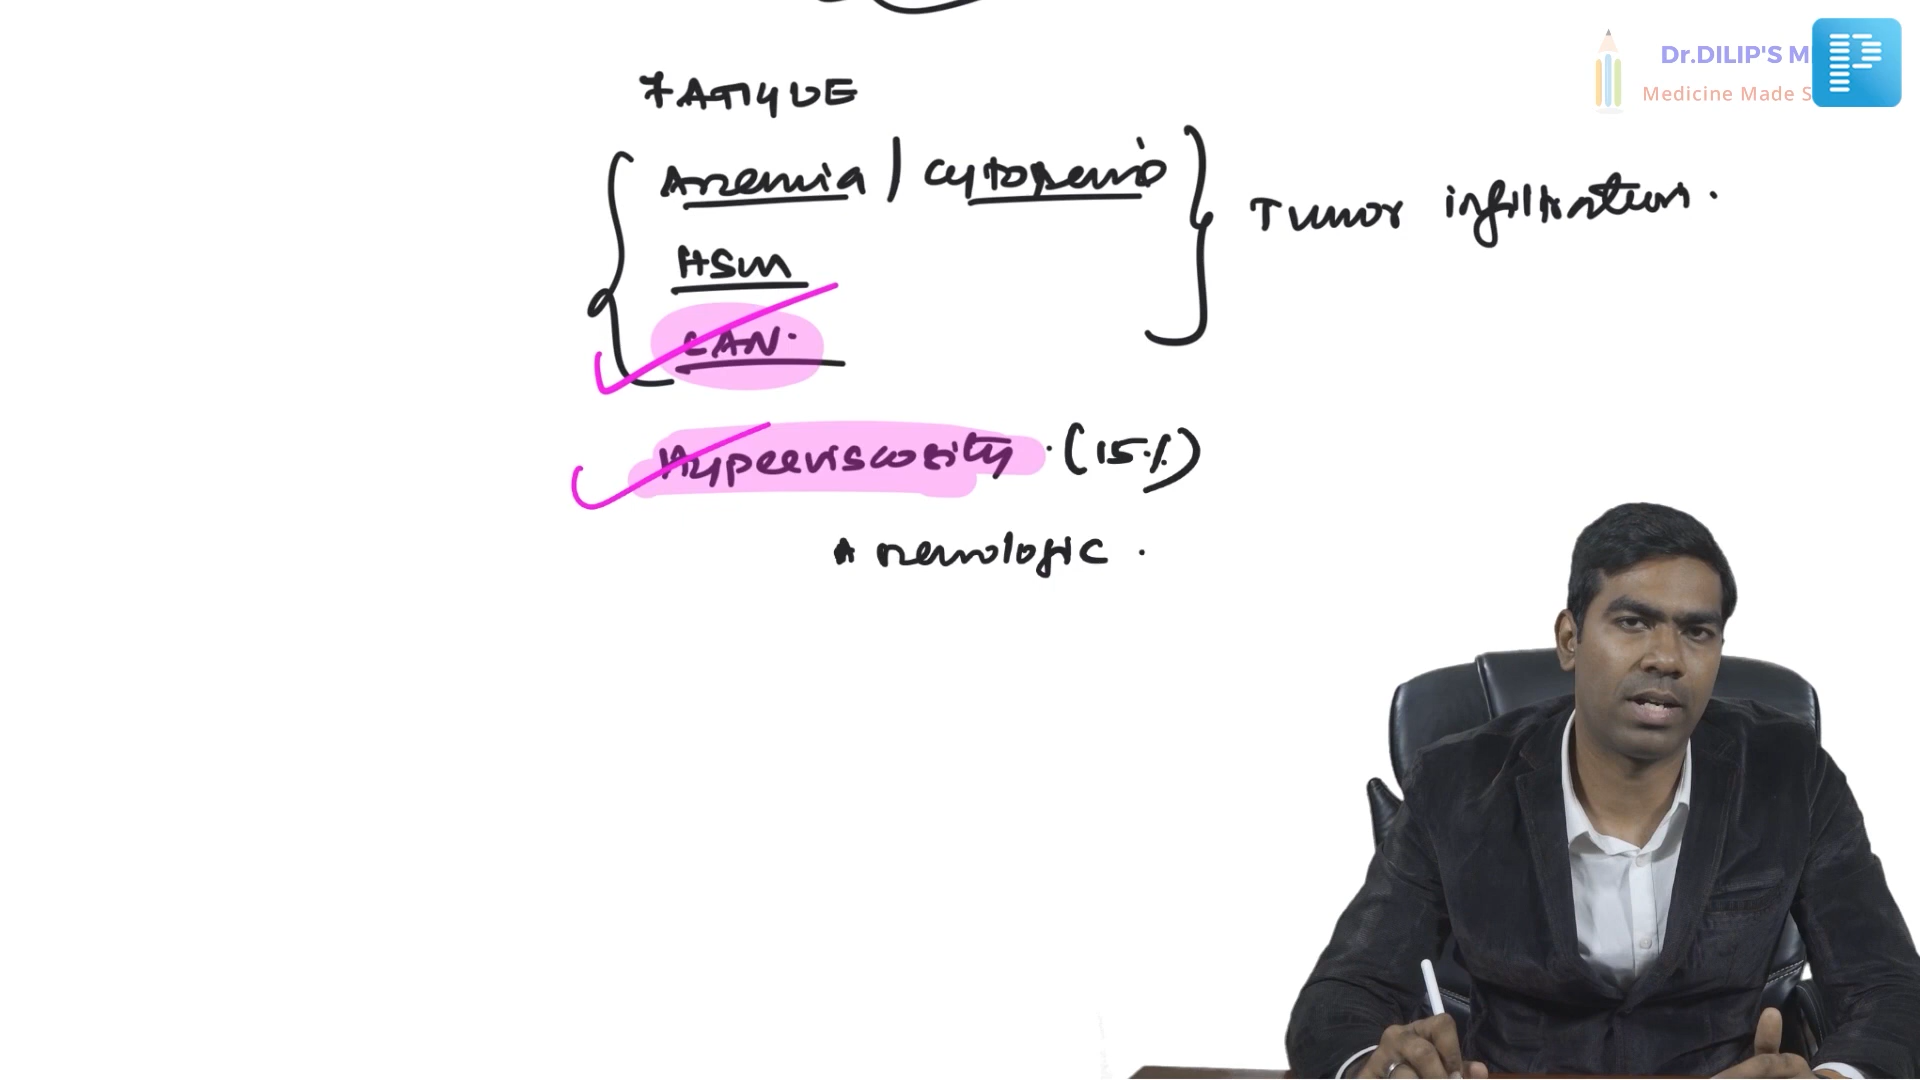 Dr.DILIP'S M
Medicine Made S
FATIGUE
Anemia / Cytopenia } Tumor infiltration.
HSM
LAN.
Hyperviscosity . (15%)
* neurologic .